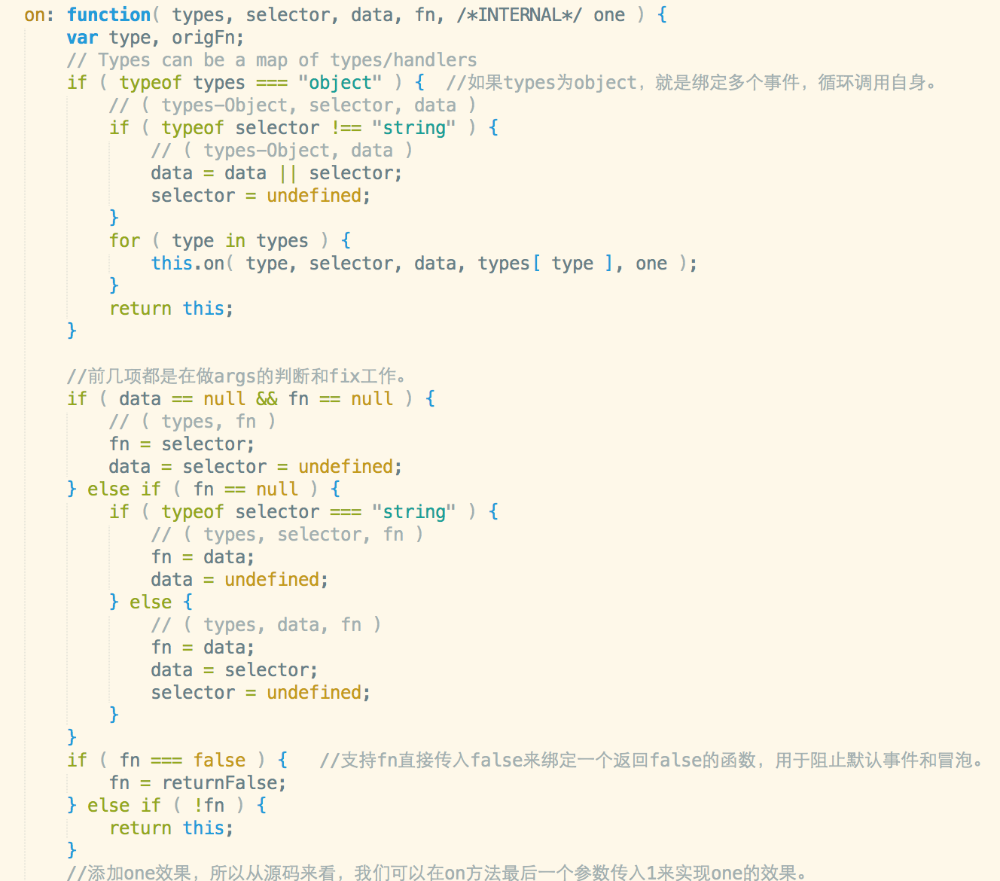 on: function( types, selector, data, fn, /*INTERNAL*/ one ) {
var type, origFn;
// Types can be a map of types/handlers
if ( typeof types === "object" ) {  //如果types为object，就是绑定多个事件，循环调用自身。
// ( types-Object, selector, data )
if ( typeof selector !== "string" ) {
// ( types-Object, data )
data = data || selector;
selector = undefined;
}
for ( type in types ) {
this.on( type, selector, data, types[ type ], one );
}
return this;
}
//前几项都是在做args的判断和fix工作。
if ( data == null && fn == null ) {
// ( types, fn )
fn = selector;
data = selector = undefined;
} else if ( fn == null ) {
if ( typeof selector === "string" ) {
// ( types, selector, fn )
fn = data;
data = undefined;
} else {
// ( types, data, fn )
fn = data;
data = selector;
selector = undefined;
}
}
if ( fn === false ) {   //支持fn直接传入false来绑定一个返回false的函数，用于阻止默认事件和冒泡。
fn = returnFalse;
} else if ( !fn ) {
return this;
}
//添加one效果，所以从源码来看，我们可以在on方法最后一个参数传入1来实现one的效果。